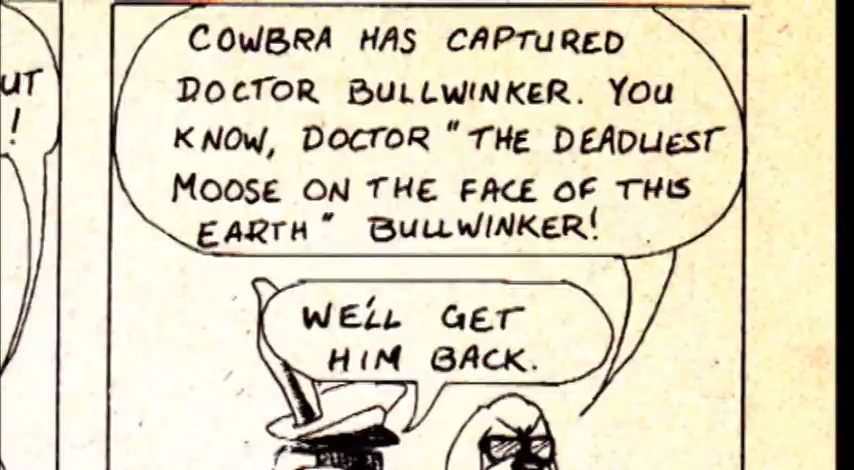 UT
!
COWBRA HAS CAPTURED
DOCTOR BULLWINKER. YOU
KNOW, DOCTOR "THE DEADLIEST
MOOSE ON THE FACE OF THIS
EARTH" BULLWINKER!
WE'LL GET
HIM BACK.